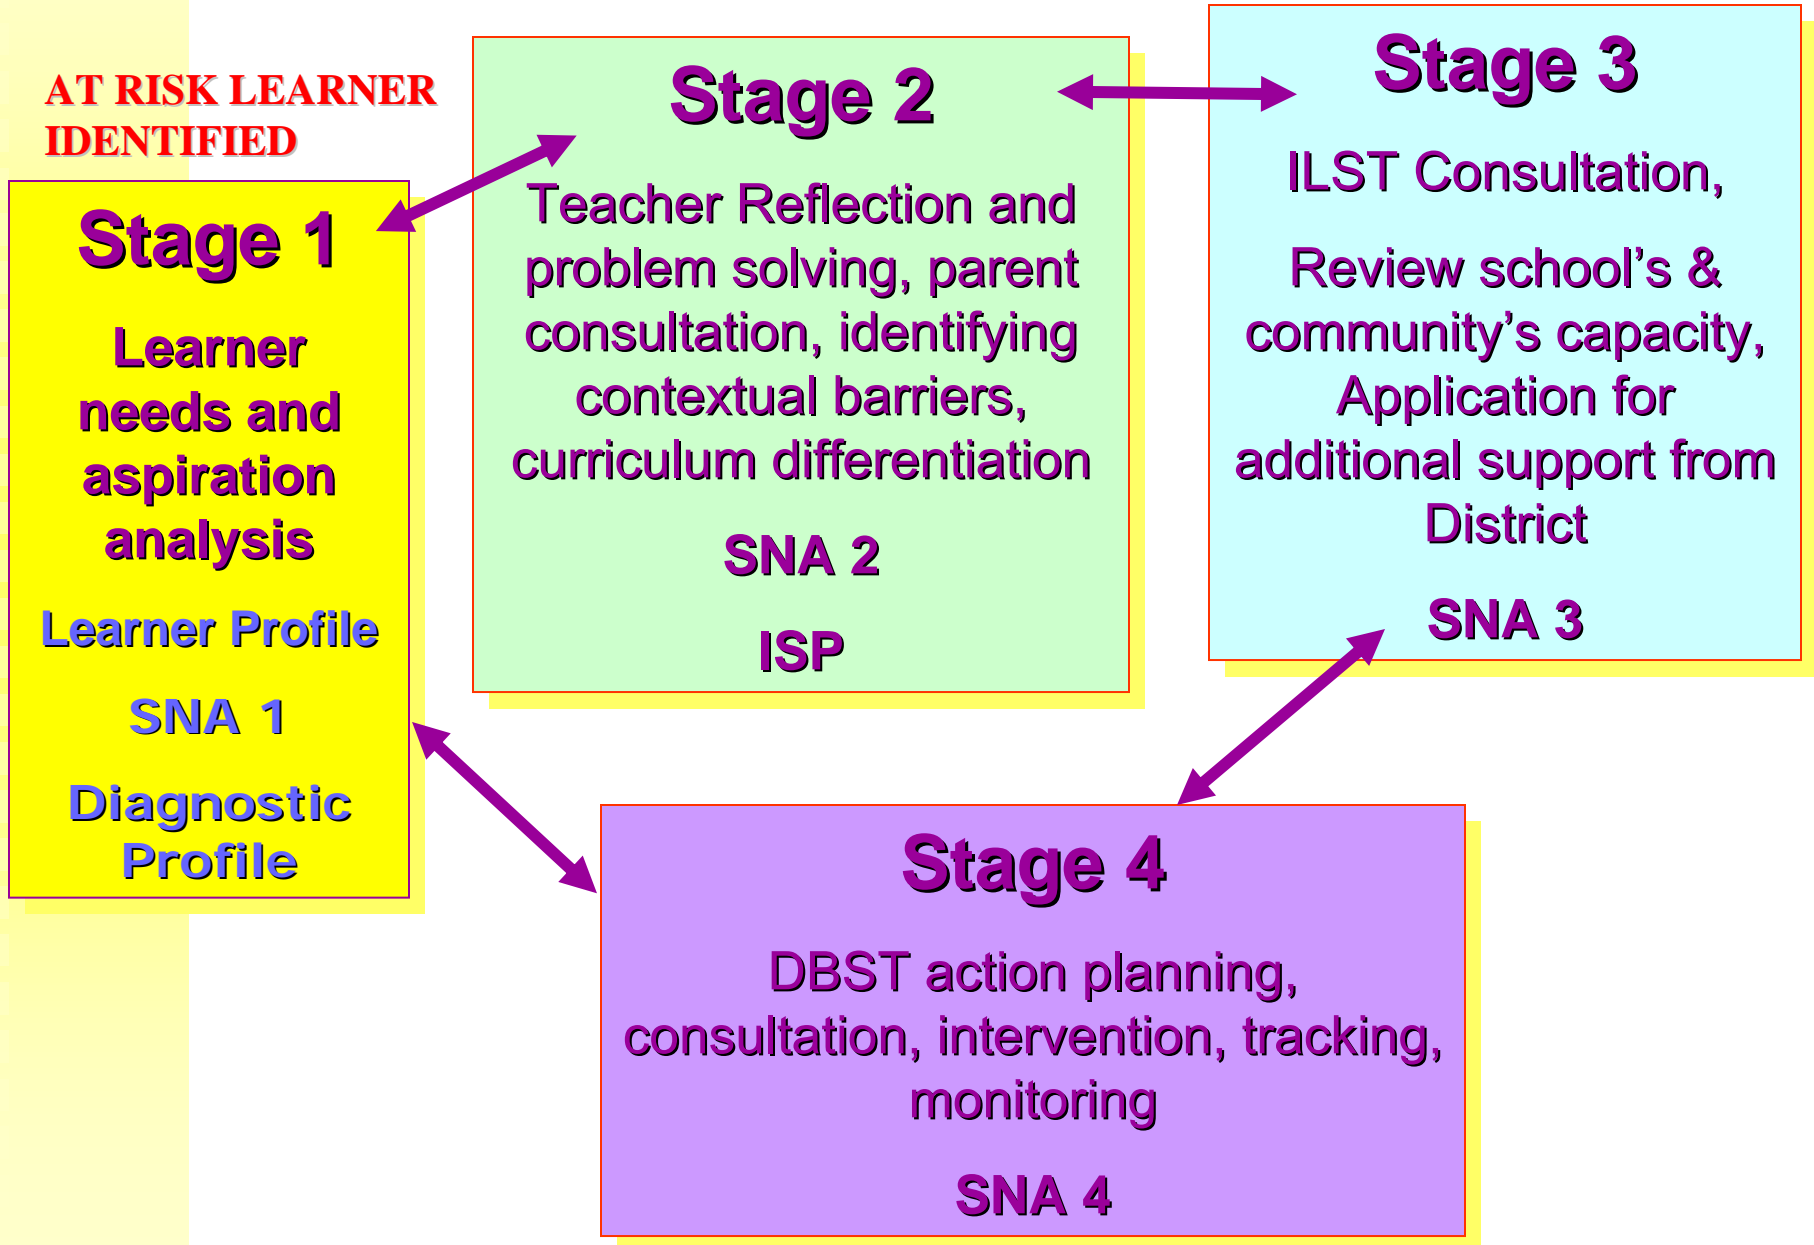 AT RISK LEARNER
IDENTIFIED
Stage 1
Learner
needs and
aspiration
analysis
Learner Profile
SNA 1
Diagnostic
Profile
Stage 2
Teacher Reflection and
problem solving, parent
consultation, identifying
contextual barriers,
curriculum differentiation
SNA 2
ISP
Stage 3
ILST Consultation,
Review school’s &
community’s capacity,
Application for
additional support from
District
SNA 3
Stage 4
DBST action planning,
consultation, intervention, tracking,
monitoring
SNA 4